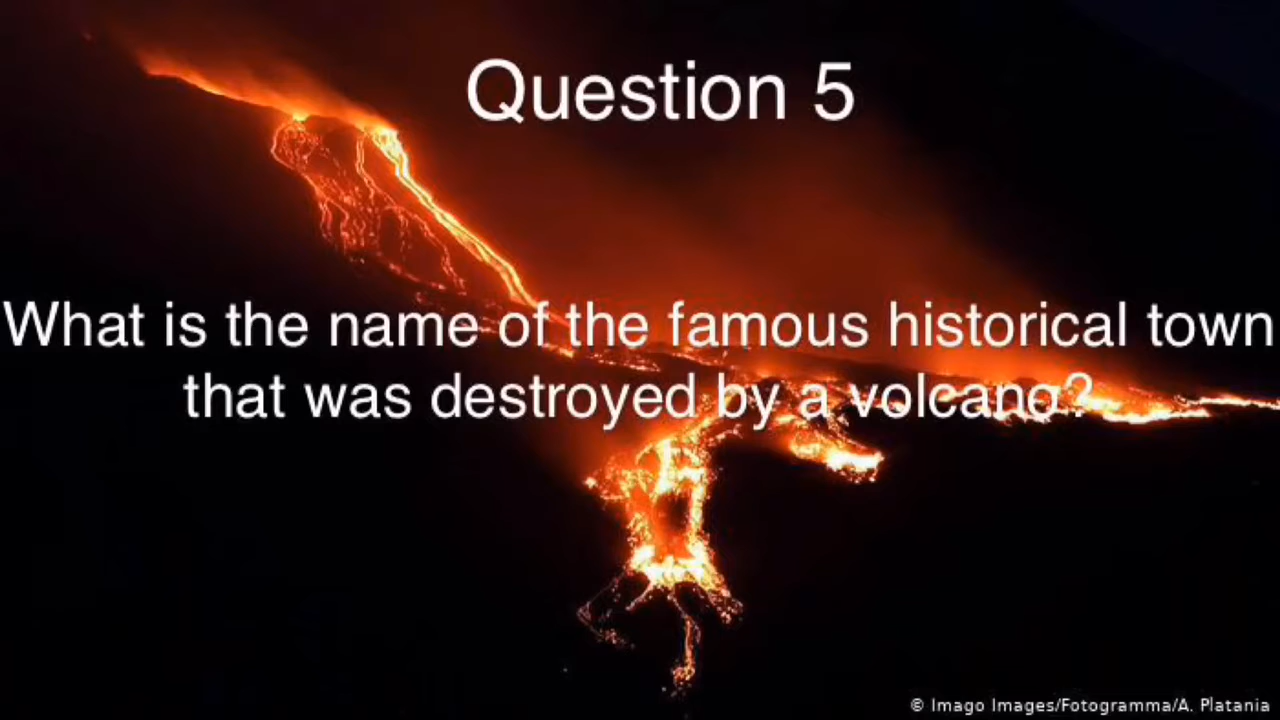 Question 5
What is the name of the famous historical town
that was destroyed by a volcano?
© Imago Images/Fotogramma/A. Platania